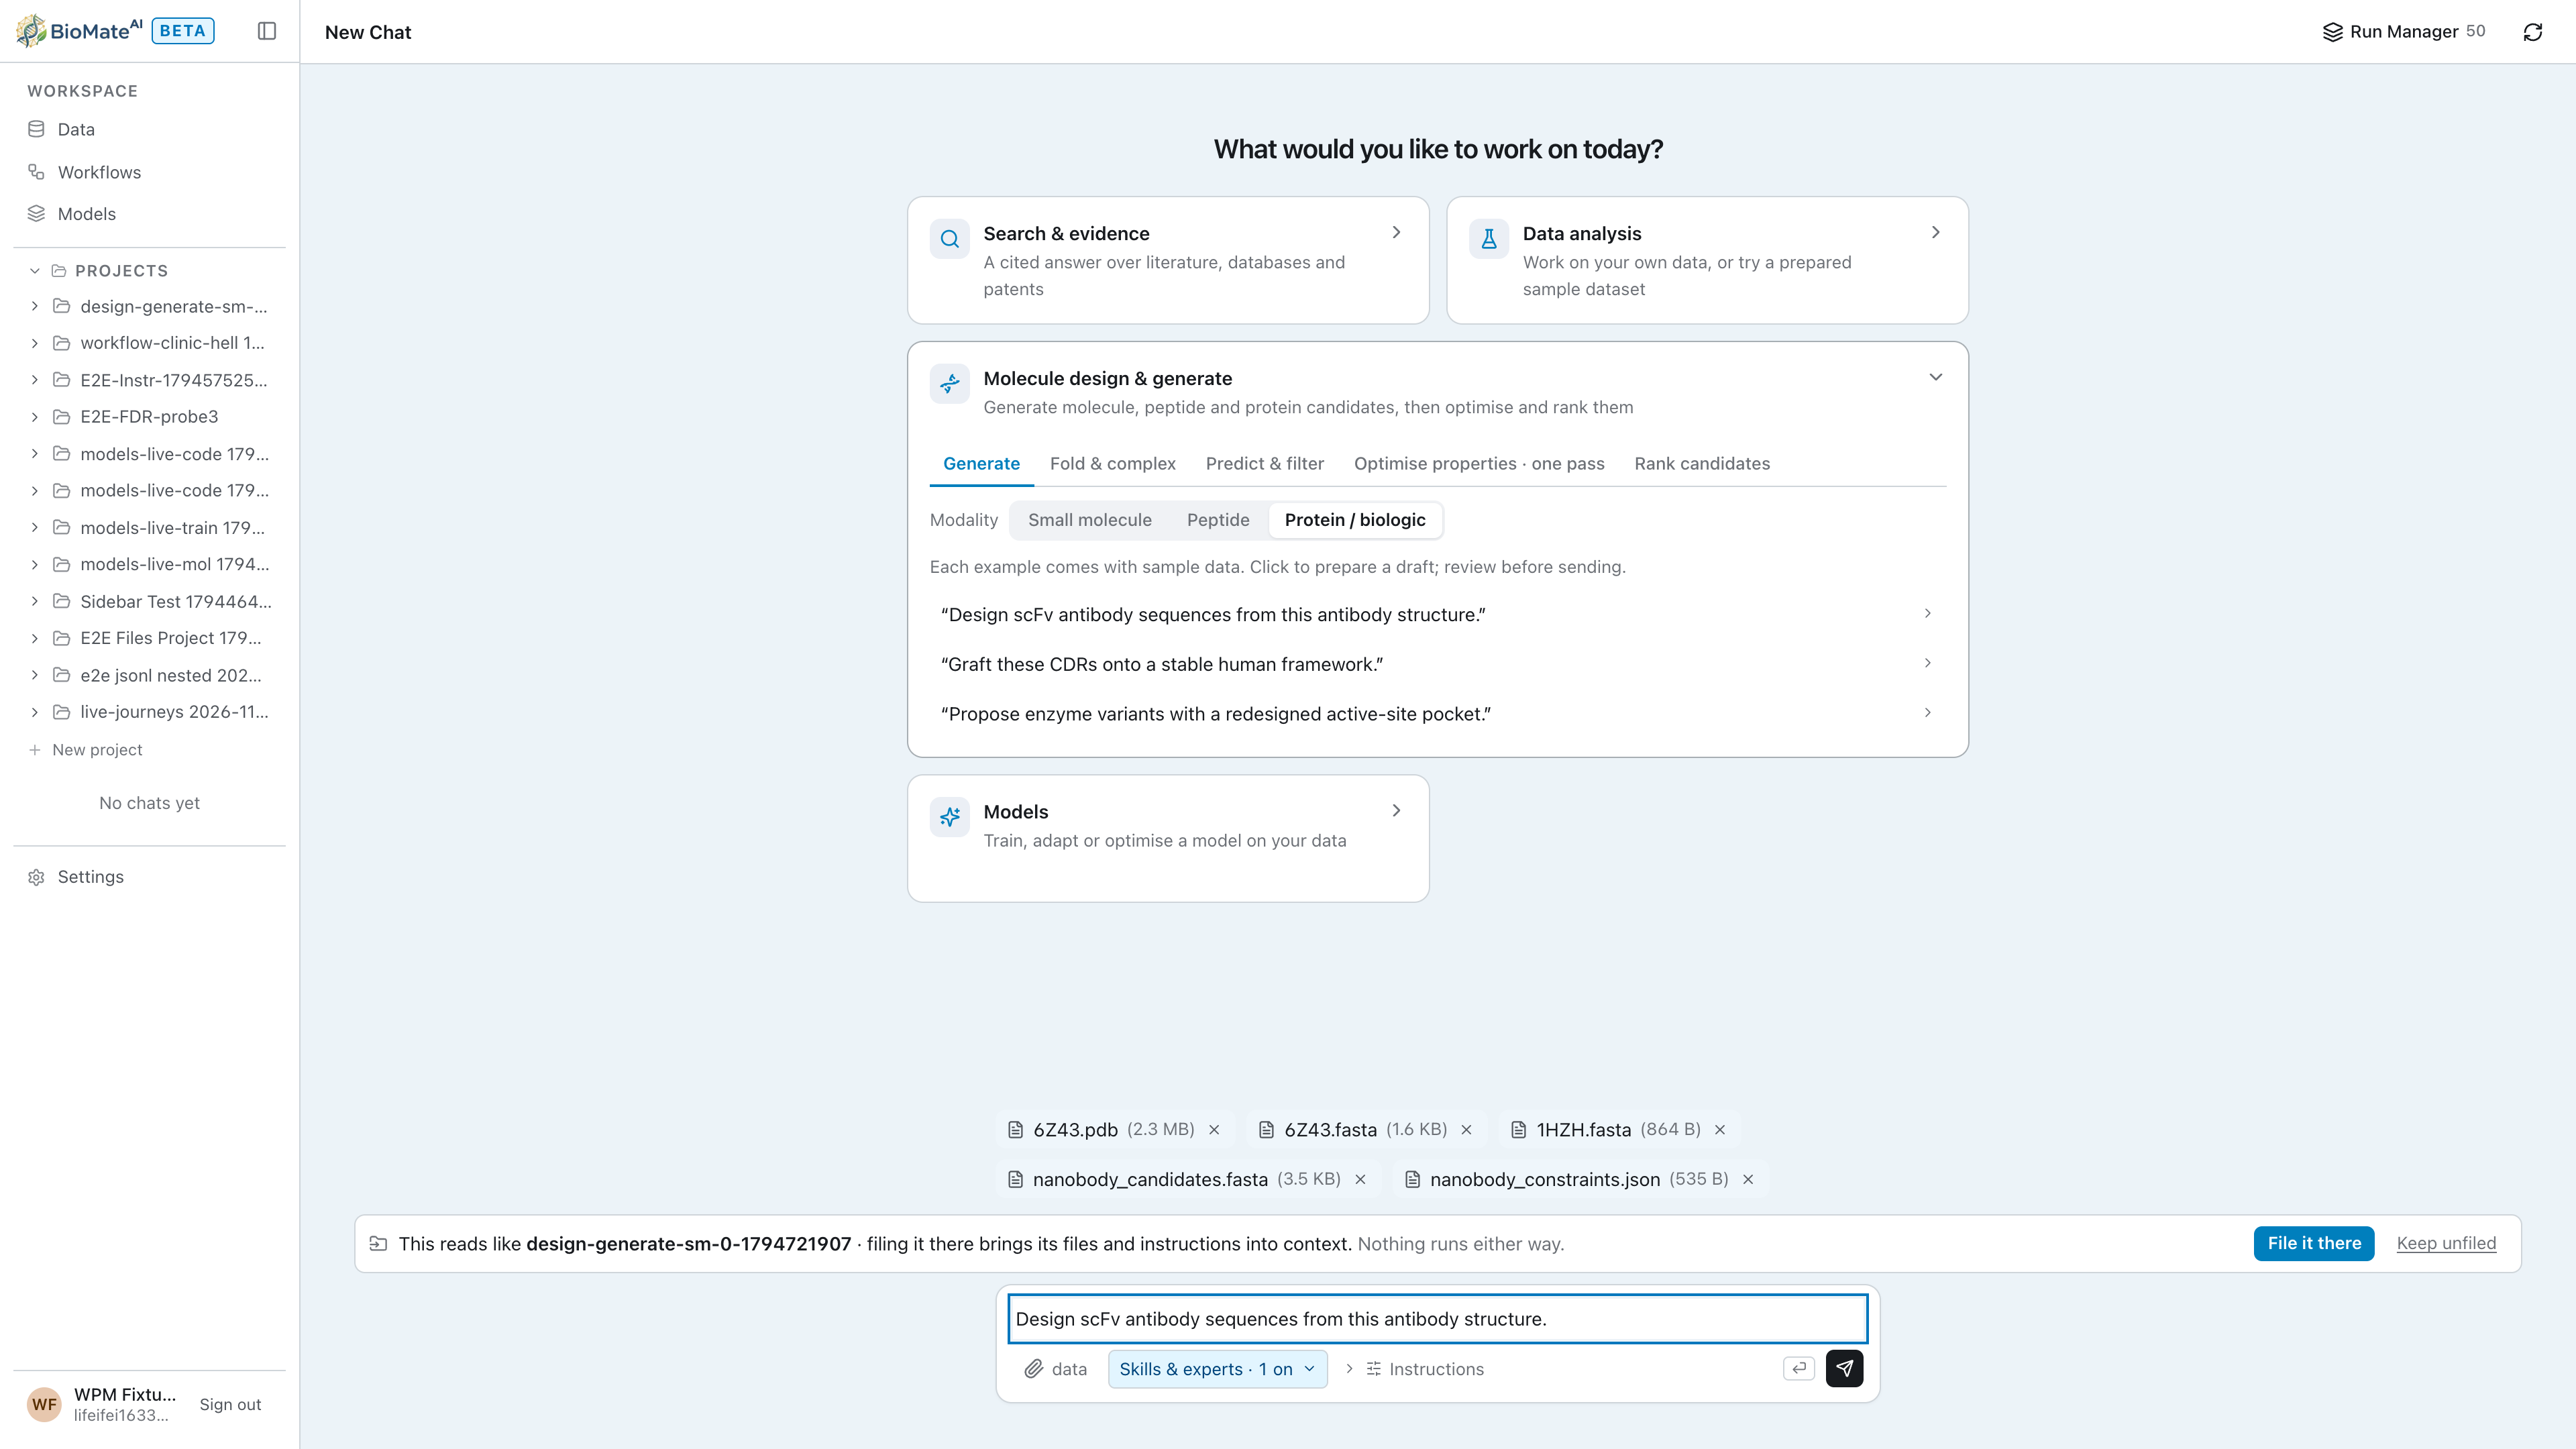 BioMate AI BETA
WORKSPACE
Data
Workflows
Models
PROJECTS
design-generate-sm-...
workflow-clinic-hell 1...
E2E-Instr-179457525...
E2E-FDR-probe3
models-live-code 179...
models-live-code 179...
models-live-train 179...
models-live-mol 1794...
Sidebar Test 1794464...
E2E Files Project 179...
e2e jsonl nested 202...
live-journeys 2026-11...
New project
No chats yet
Settings
WF
WPM Fixtu...
lifeifei1633...
Sign out
New Chat
Run Manager 50
What would you like to work on today?
Search & evidence
A cited answer over literature, databases and
patents
Data analysis
Work on your own data, or try a prepared
sample dataset
Molecule design & generate
Generate molecule, peptide and protein candidates, then optimise and rank them
Generate Fold & complex Predict & filter Optimise properties · one pass Rank candidates
Modality Small molecule Peptide Protein / biologic
Each example comes with sample data. Click to prepare a draft; review before sending.
“Design scFv antibody sequences from this antibody structure.”
“Graft these CDRs onto a stable human framework.”
“Propose enzyme variants with a redesigned active-site pocket.”
Models
Train, adapt or optimise a model on your data
6Z43.pdb (2.3 MB) 6Z43.fasta (1.6 KB) 1HZH.fasta (864 B)
nanobody_candidates.fasta (3.5 KB) nanobody_constraints.json (535 B)
This reads like design-generate-sm-0-1794721907 · filing it there brings its files and instructions into context. Nothing runs either way.
File it there Keep unfiled
Design scFv antibody sequences from this antibody structure.
data Skills & experts · 1 on Instructions